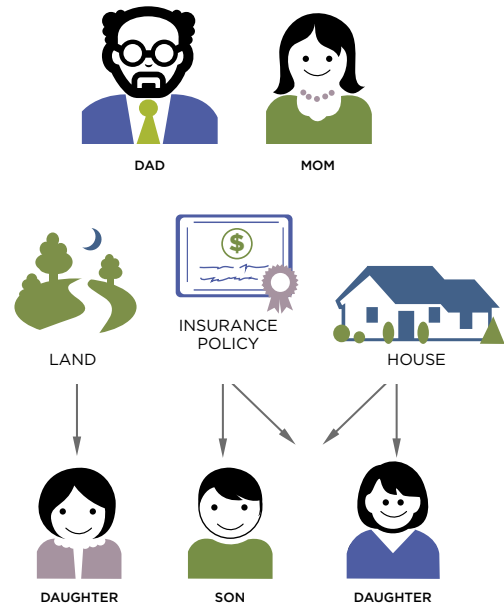 DAD
MOM
$
INSURANCE
POLICY
LAND
HOUSE
DAUGHTER
SON
DAUGHTER